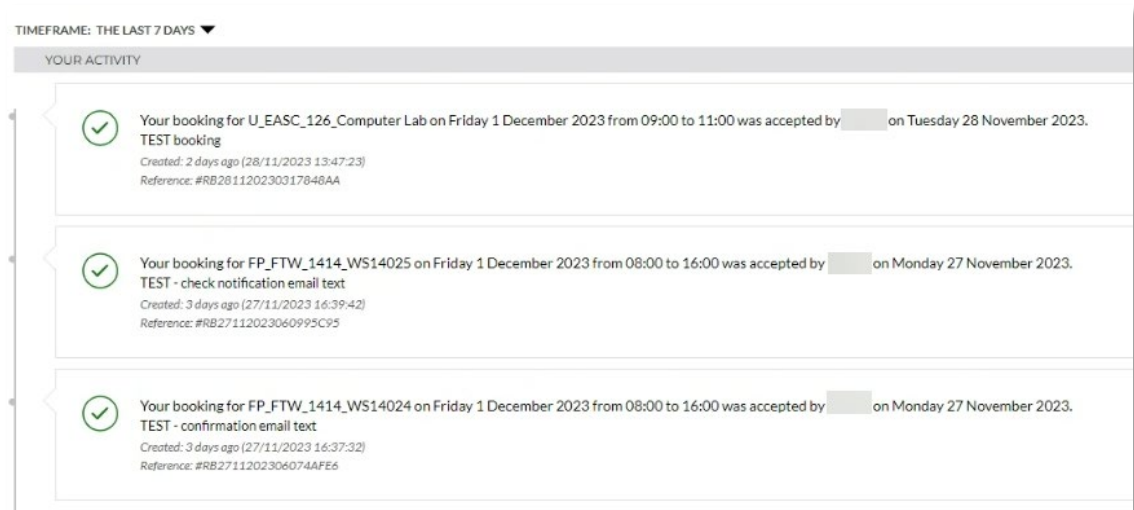 TIMEFRAME: THE LAST 7 DAYS
YOUR ACTIVITY
Your booking for U_EASC_126_Computer Lab on Friday 1 December 2023 from 09:00 to 11:00 was accepted by on Tuesday 28 November 2023.
TEST booking
Created: 2 days ago (28/11/2023 13:47:23)
Reference: #RB281120230317848AA
Your booking for FP_FTW_1414_WS14025 on Friday 1 December 2023 from 08:00 to 16:00 was accepted by on Monday 27 November 2023.
TEST - check notification email text
Created: 3 days ago (27/11/2023 16:39:42)
Reference: #RB27112023060995C95
Your booking for FP_FTW_1414_WS14024 on Friday 1 December 2023 from 08:00 to 16:00 was accepted by on Monday 27 November 2023.
TEST - confirmation email text
Created: 3 days ago (27/11/2023 16:37:32)
Reference: #RB2711202306074AFE6